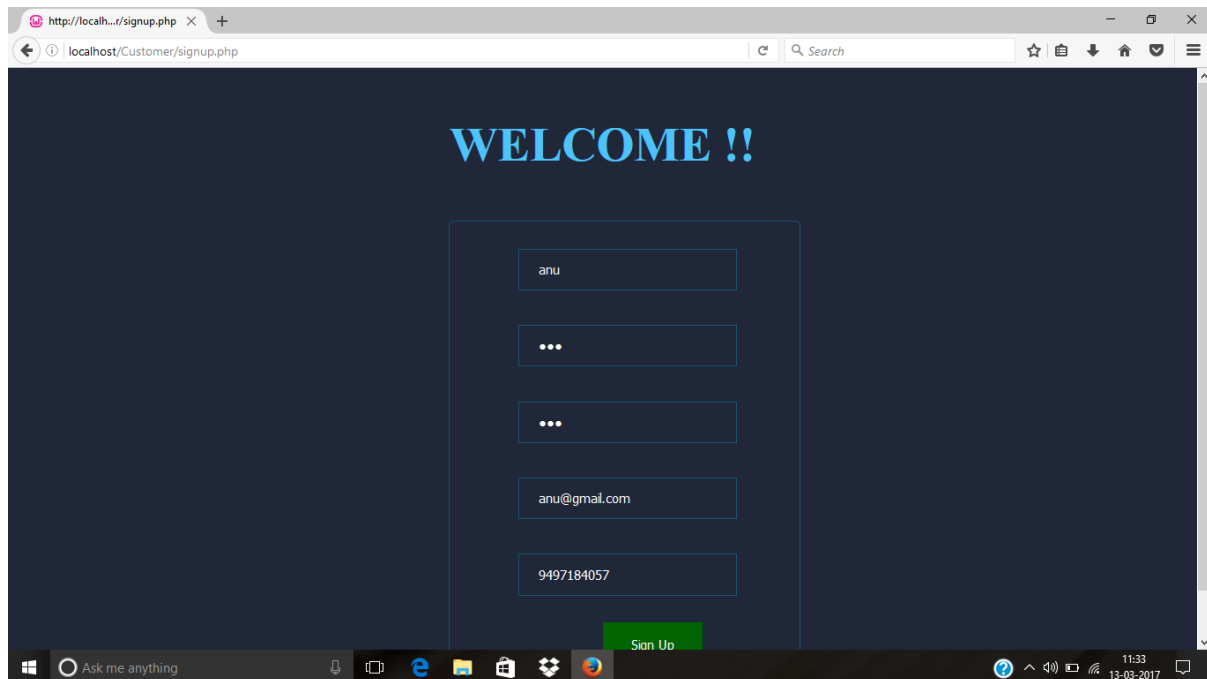 http://localh...r/signup.php
localhost/Customer/signup.php
Search
WELCOME !!
anu
•••
•••
anu@gmail.com
9497184057
Sign Up
Ask me anything
11:33
13-03-2017